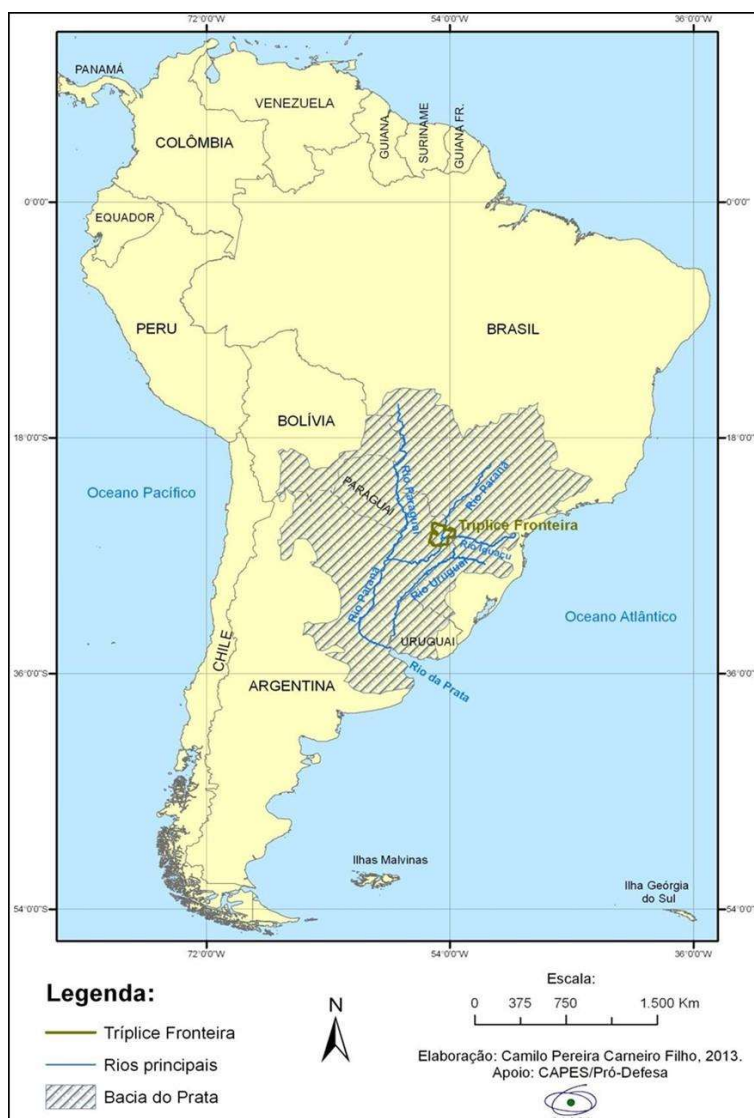 72°0'0"W
54°0'0"W
36°0'0"W
PANAMÁ
VENEZUELA
GUIANA
SURINAME
GUIANA FR.
COLÔMBIA
0°0'0"
0°0'0"
EQUADOR
PERU
BRASIL
BOLÍVIA
18°0'0"S
18°0'0"S
Oceano Pacífico
PARAGUAI
Rio Paraguai
Rio Paraná
Tríplice Fronteira
Rio Iguaçu
Rio Uruguai
Rio Paraná
Oceano Atlântico
CHILE
URUGUAI
36°0'0"S
36°0'0"S
ARGENTINA
Rio da Prata
Ilhas Malvinas
Ilha Geórgia
do Sul
54°0'0"S
54°0'0"S
72°0'0"W
54°0'0"W
36°0'0"W
Legenda:
Tríplice Fronteira
Rios principais
Bacia do Prata
N
Escala:
0 375 750 1.500 Km
Elaboração: Camilo Pereira Carneiro Filho, 2013.
Apoio: CAPES/Pró-Defesa